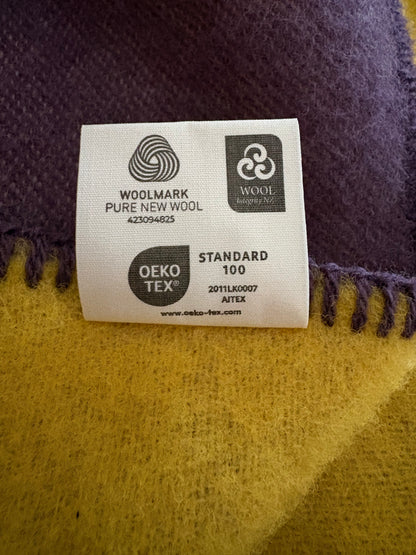 WOOLMARK
PURE NEW WOOL
423094825
WOOL
Integrity NZ
OEKO
TEX®
STANDARD
100
2011LK0007
AITEX
www.oeko-tex.com